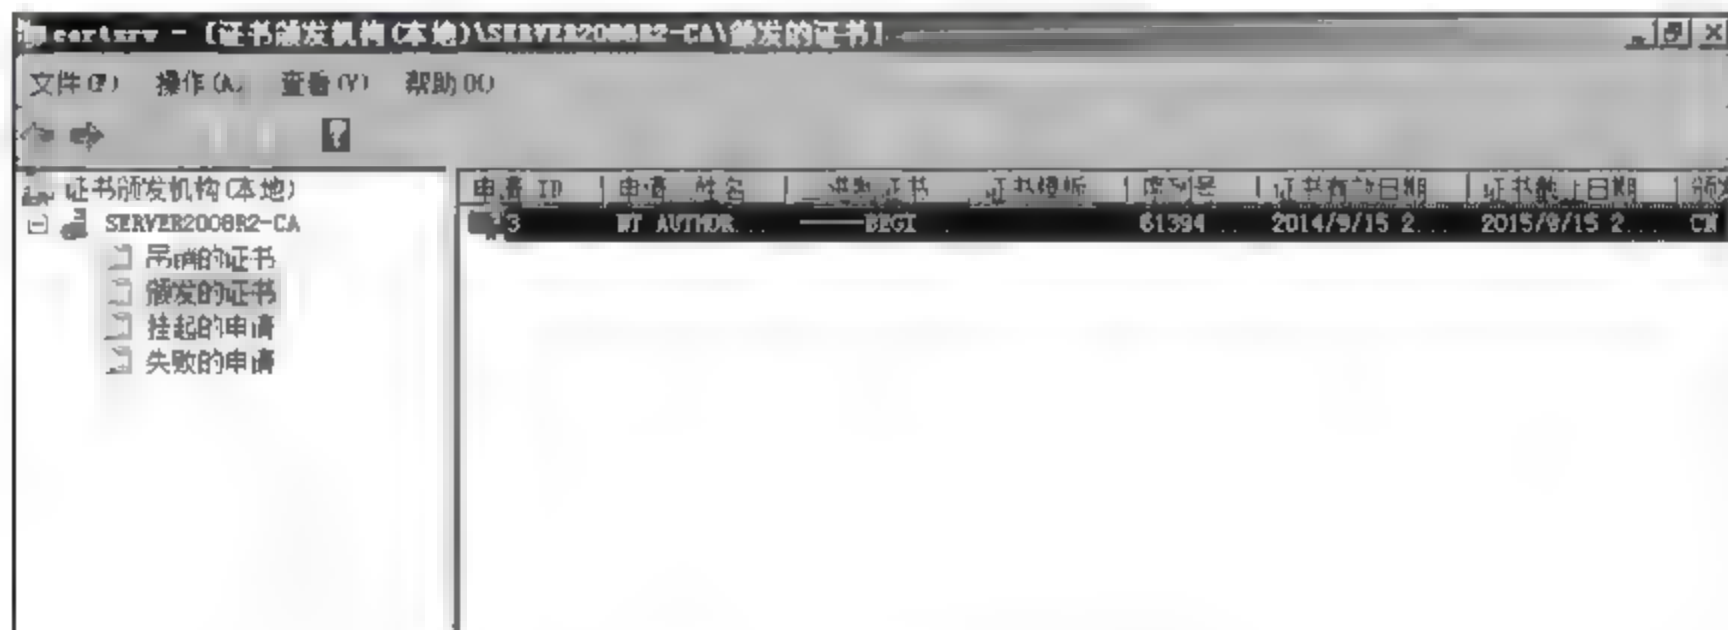 certsrv - [证书颁发机构(本地)\SERVER2008R2-CA\颁发的证书]
文件(F) 操作(A) 查看(V) 帮助(H)
证书颁发机构(本地)
SERVER2008R2-CA
吊销的证书
颁发的证书
挂起的申请
失败的申请
申请 ID 申请 姓名 证书 证书模板 序列号 证书有效日期 证书截止日期 颁发
3 NT AUTHOR... -----BEGI... 61394 ... 2014/9/15 2... 2015/9/15 2... CN